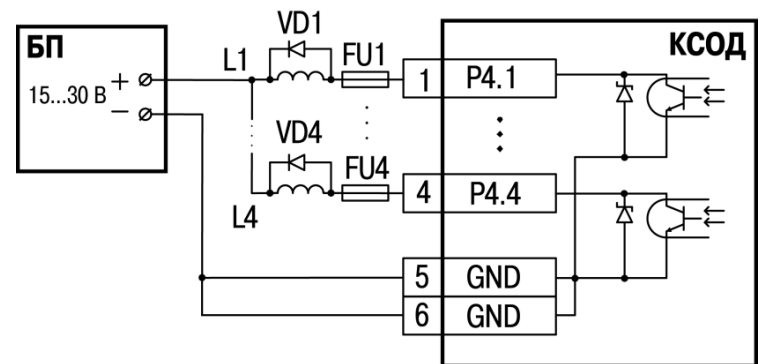 БП
15...30 В
+
−
L1
VD1
FU1
VD4
FU4
L4
КСОД
1 P4.1
4 P4.4
5 GND
6 GND